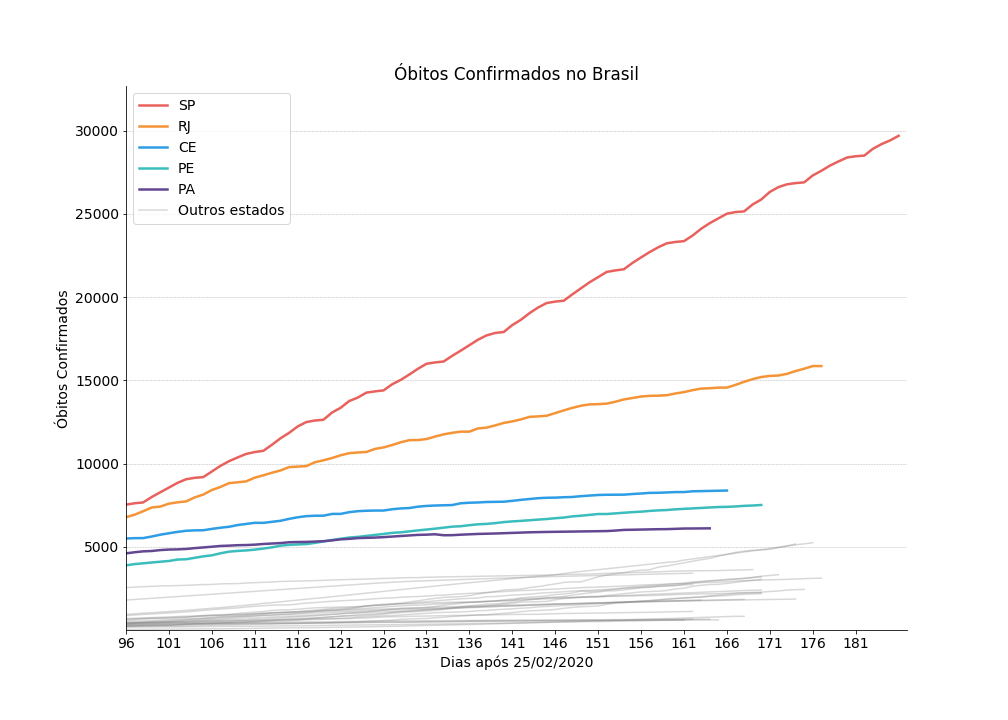 Óbitos Confirmados no Brasil
SP
RJ
CE
PE
PA
Outros estados
Óbitos Confirmados
30000
25000
20000
15000
10000
5000
96 101 106 111 116 121 126 131 136 141 146 151 156 161 166 171 176 181
Dias após 25/02/2020